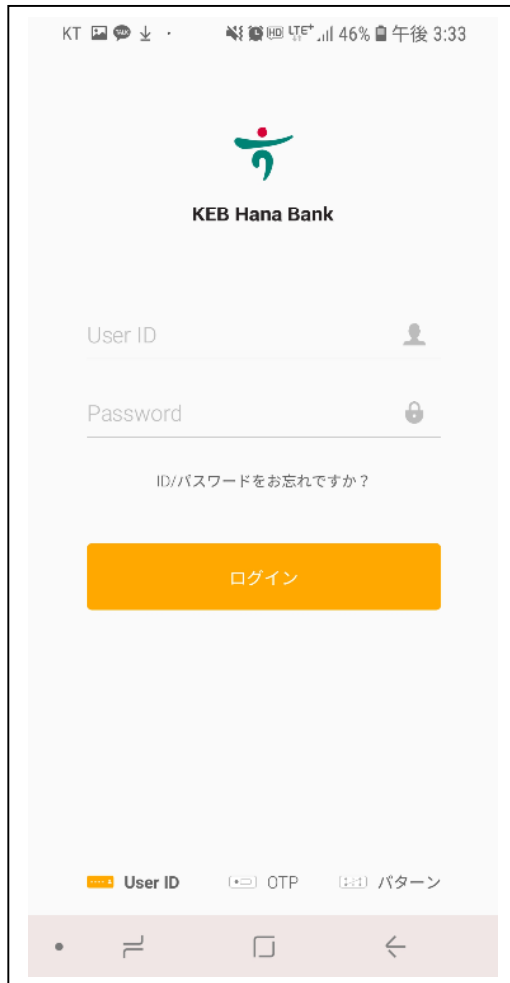 KT 46% 午後 3:33
KEB Hana Bank
User ID
Password
ID/パスワードをお忘れですか？
ログイン
User ID OTP パターン